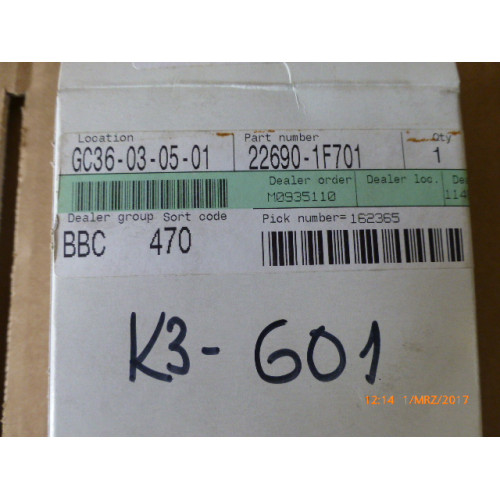 Location Part number Qty
GC36-03-05-01 22690-1F701 1
Dealer order Dealer loc.
M0935110
Dealer group Sort code Pick number= 162365
BBC 470
K3- G01
12:14 1/MRZ/2017